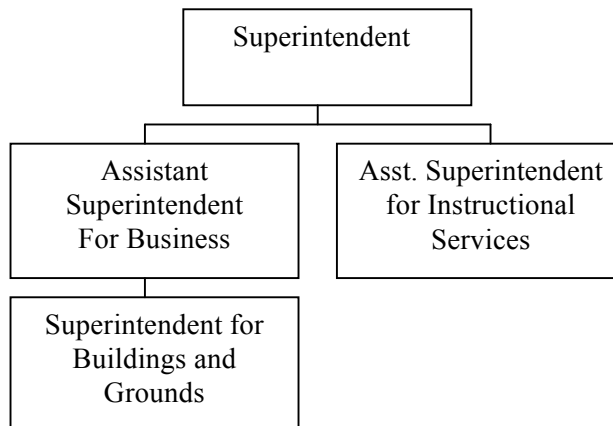 Superintendent
Assistant
Superintendent
For Business
Asst. Superintendent
for Instructional
Services
Superintendent for
Buildings and
Grounds